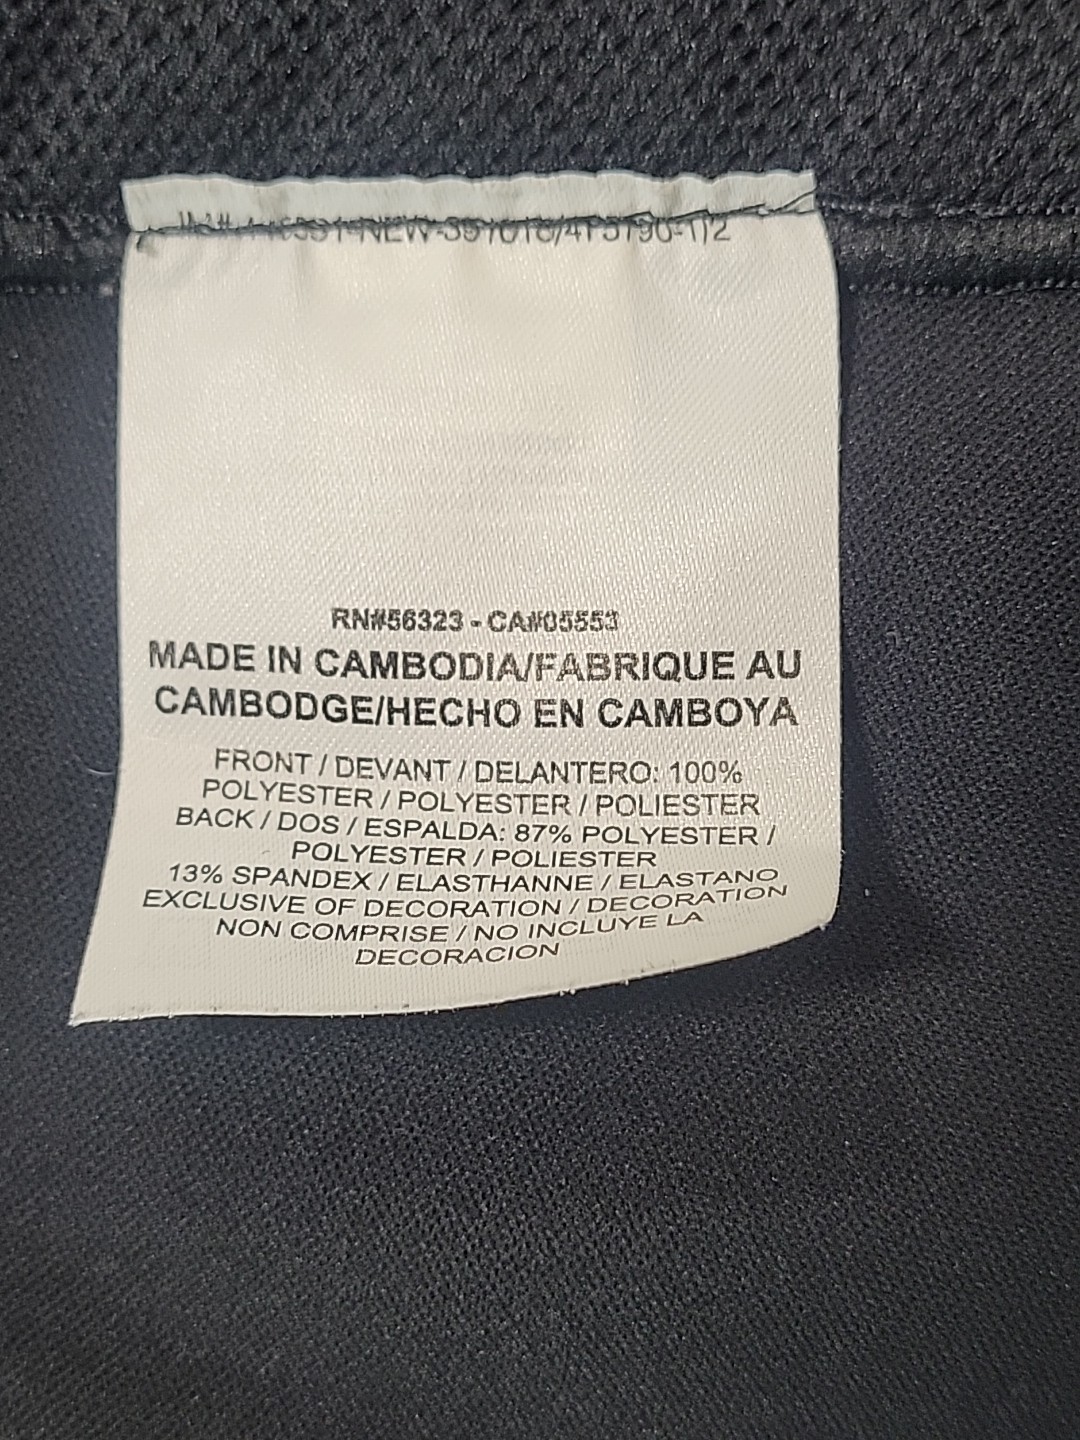 RN#56323 - CA#05553
MADE IN CAMBODIA/FABRIQUE AU
CAMBODGE/HECHO EN CAMBOYA
FRONT / DEVANT / DELANTERO: 100%
POLYESTER / POLYESTER / POLIESTER
BACK / DOS / ESPALDA: 87% POLYESTER /
POLYESTER / POLIESTER
13% SPANDEX / ELASTHANNE / ELASTANO
EXCLUSIVE OF DECORATION / DECORATION
NON COMPRISE / NO INCLUYE LA
DECORACION